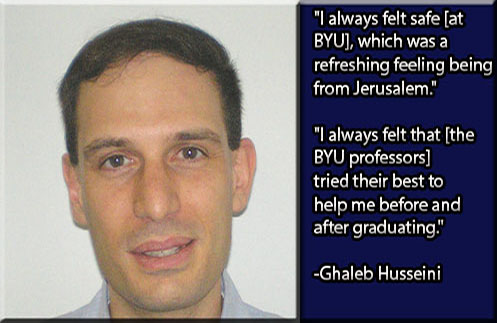 "I always felt safe [at
BYU], which was a
refreshing feeling being
from Jerusalem."
"I always felt that [the
BYU professors]
tried their best to
help me before and
after graduating."
-Ghaleb Husseini